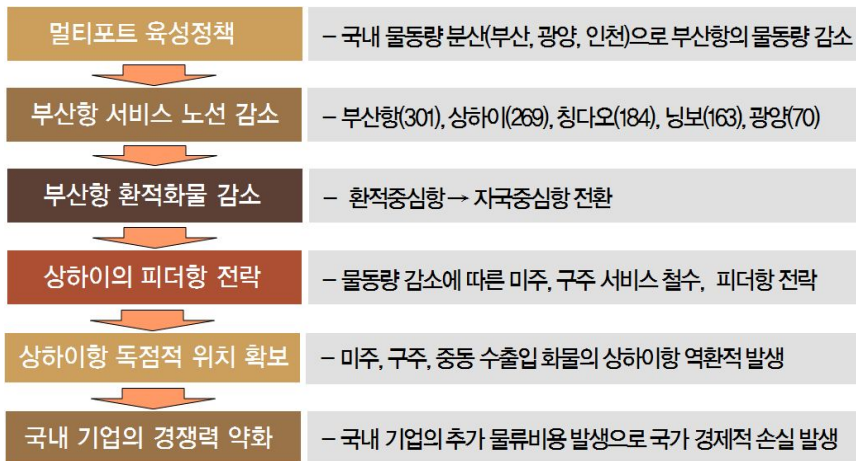 멀티포트 육성정책
– 국내 물동량 분산(부산, 광양, 인천)으로 부산항의 물동량 감소
부산항 서비스 노선 감소
– 부산항(301), 상하이(269), 칭다오(184), 닝보(163), 광양(70)
부산항 환적화물 감소
– 환적중심항→ 자국중심항 전환
상하이의 피더항 전락
– 물동량 감소에 따른 미주, 구주 서비스 철수, 피더항 전락
상하이항 독점적 위치 확보
– 미주, 구주, 중동 수출입 화물의 상하이항 역환적 발생
국내 기업의 경쟁력 약화
– 국내 기업의 추가 물류비용 발생으로 국가 경제적 손실 발생